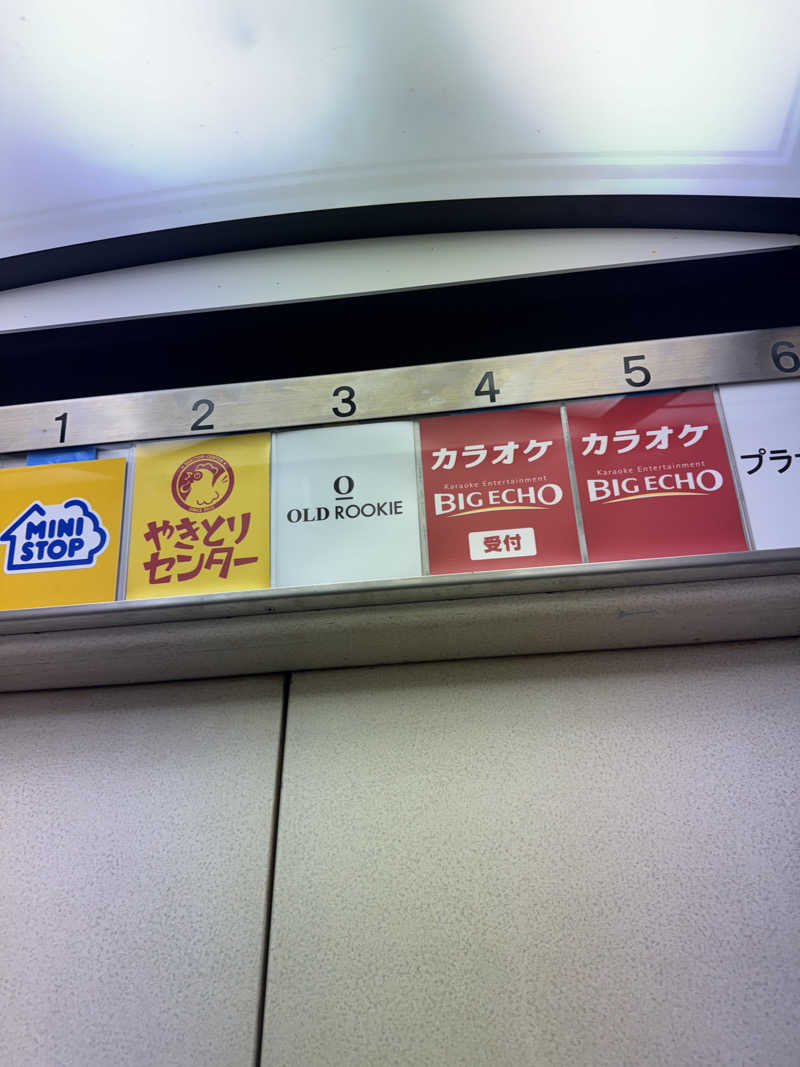 1
2
3
4
5
6
MINI
STOP
やきとり
センター
O
OLD ROOKIE
カラオケ
Karaoke Entertainment
BIG ECHO
受付
カラオケ
Karaoke Entertainment
BIG ECHO
プラ